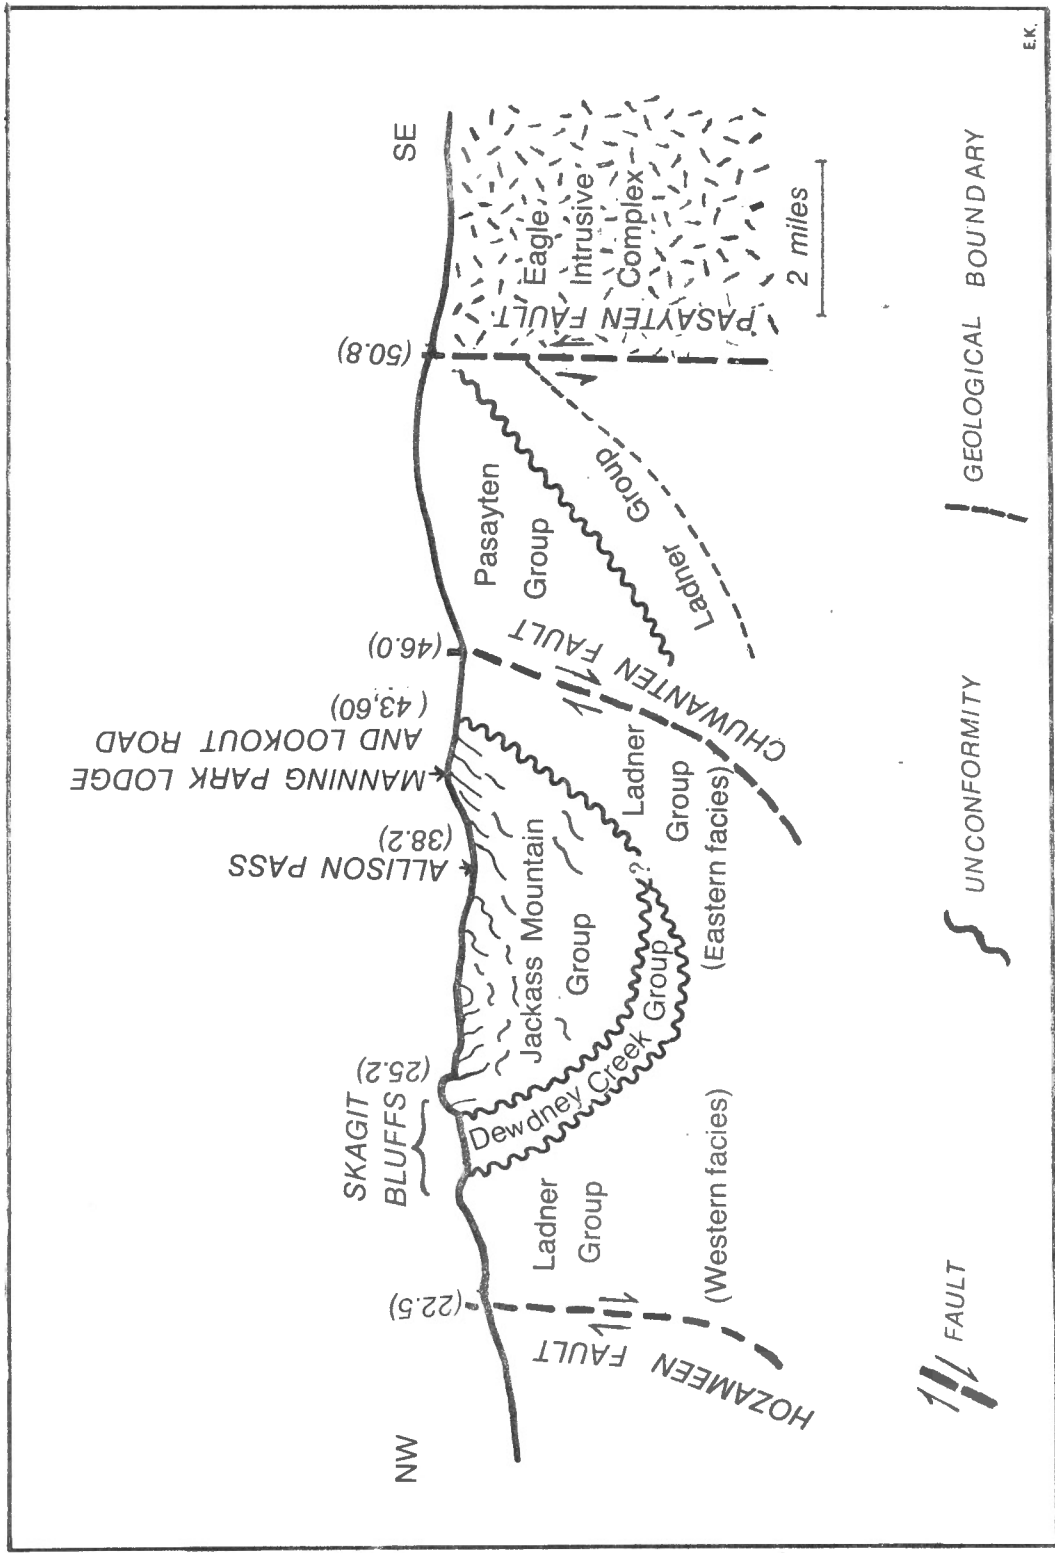 NW
SE
SKAGIT
BLUFFS
(25.2)
ALLISON PASS
(38.2)
MANNING PARK LODGE
AND LOOKOUT ROAD
(43,60)
(22.5)
(46.0)
(50.8)
HOZAMEEN FAULT
Ladner
Group
(Western facies)
Dewdney Creek Group
?
Jackass Mountain
Group
Ladner
Group
(Eastern facies)
CHUWANTEN FAULT
Pasayten
Group
Ladner Group
PASAYTEN FAULT
Eagle
Intrusive
Complex
2 miles
FAULT
UNCONFORMITY
GEOLOGICAL BOUNDARY
E.K.